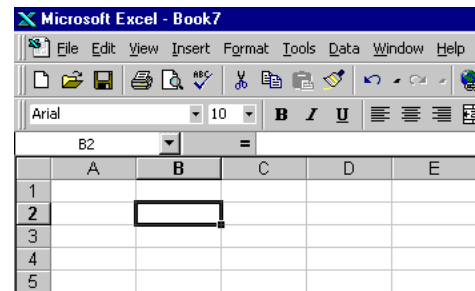 Microsoft Excel - Book7
File Edit View Insert Format Tools Data Window Help
ABC
Arial 10 B I U
B2 =
A B C D E
1
2
3
4
5